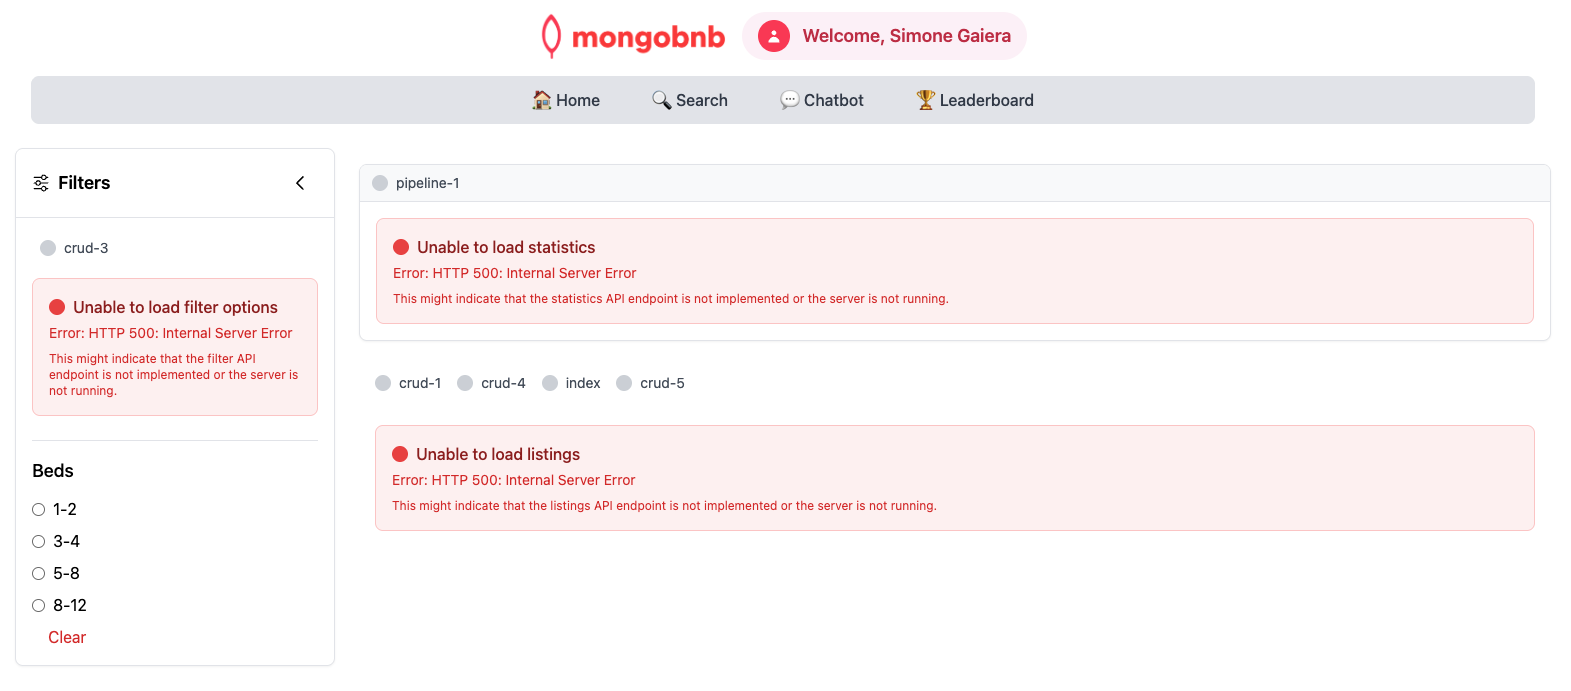 mongobnb
Welcome, Simone Gaiera
Home
Search
Chatbot
Leaderboard
Filters
crud-3
Unable to load filter options
Error: HTTP 500: Internal Server Error
This might indicate that the filter API
endpoint is not implemented or the server is
not running.
Beds
1-2
3-4
5-8
8-12
Clear
pipeline-1
Unable to load statistics
Error: HTTP 500: Internal Server Error
This might indicate that the statistics API endpoint is not implemented or the server is not running.
crud-1 crud-4 index crud-5
Unable to load listings
Error: HTTP 500: Internal Server Error
This might indicate that the listings API endpoint is not implemented or the server is not running.